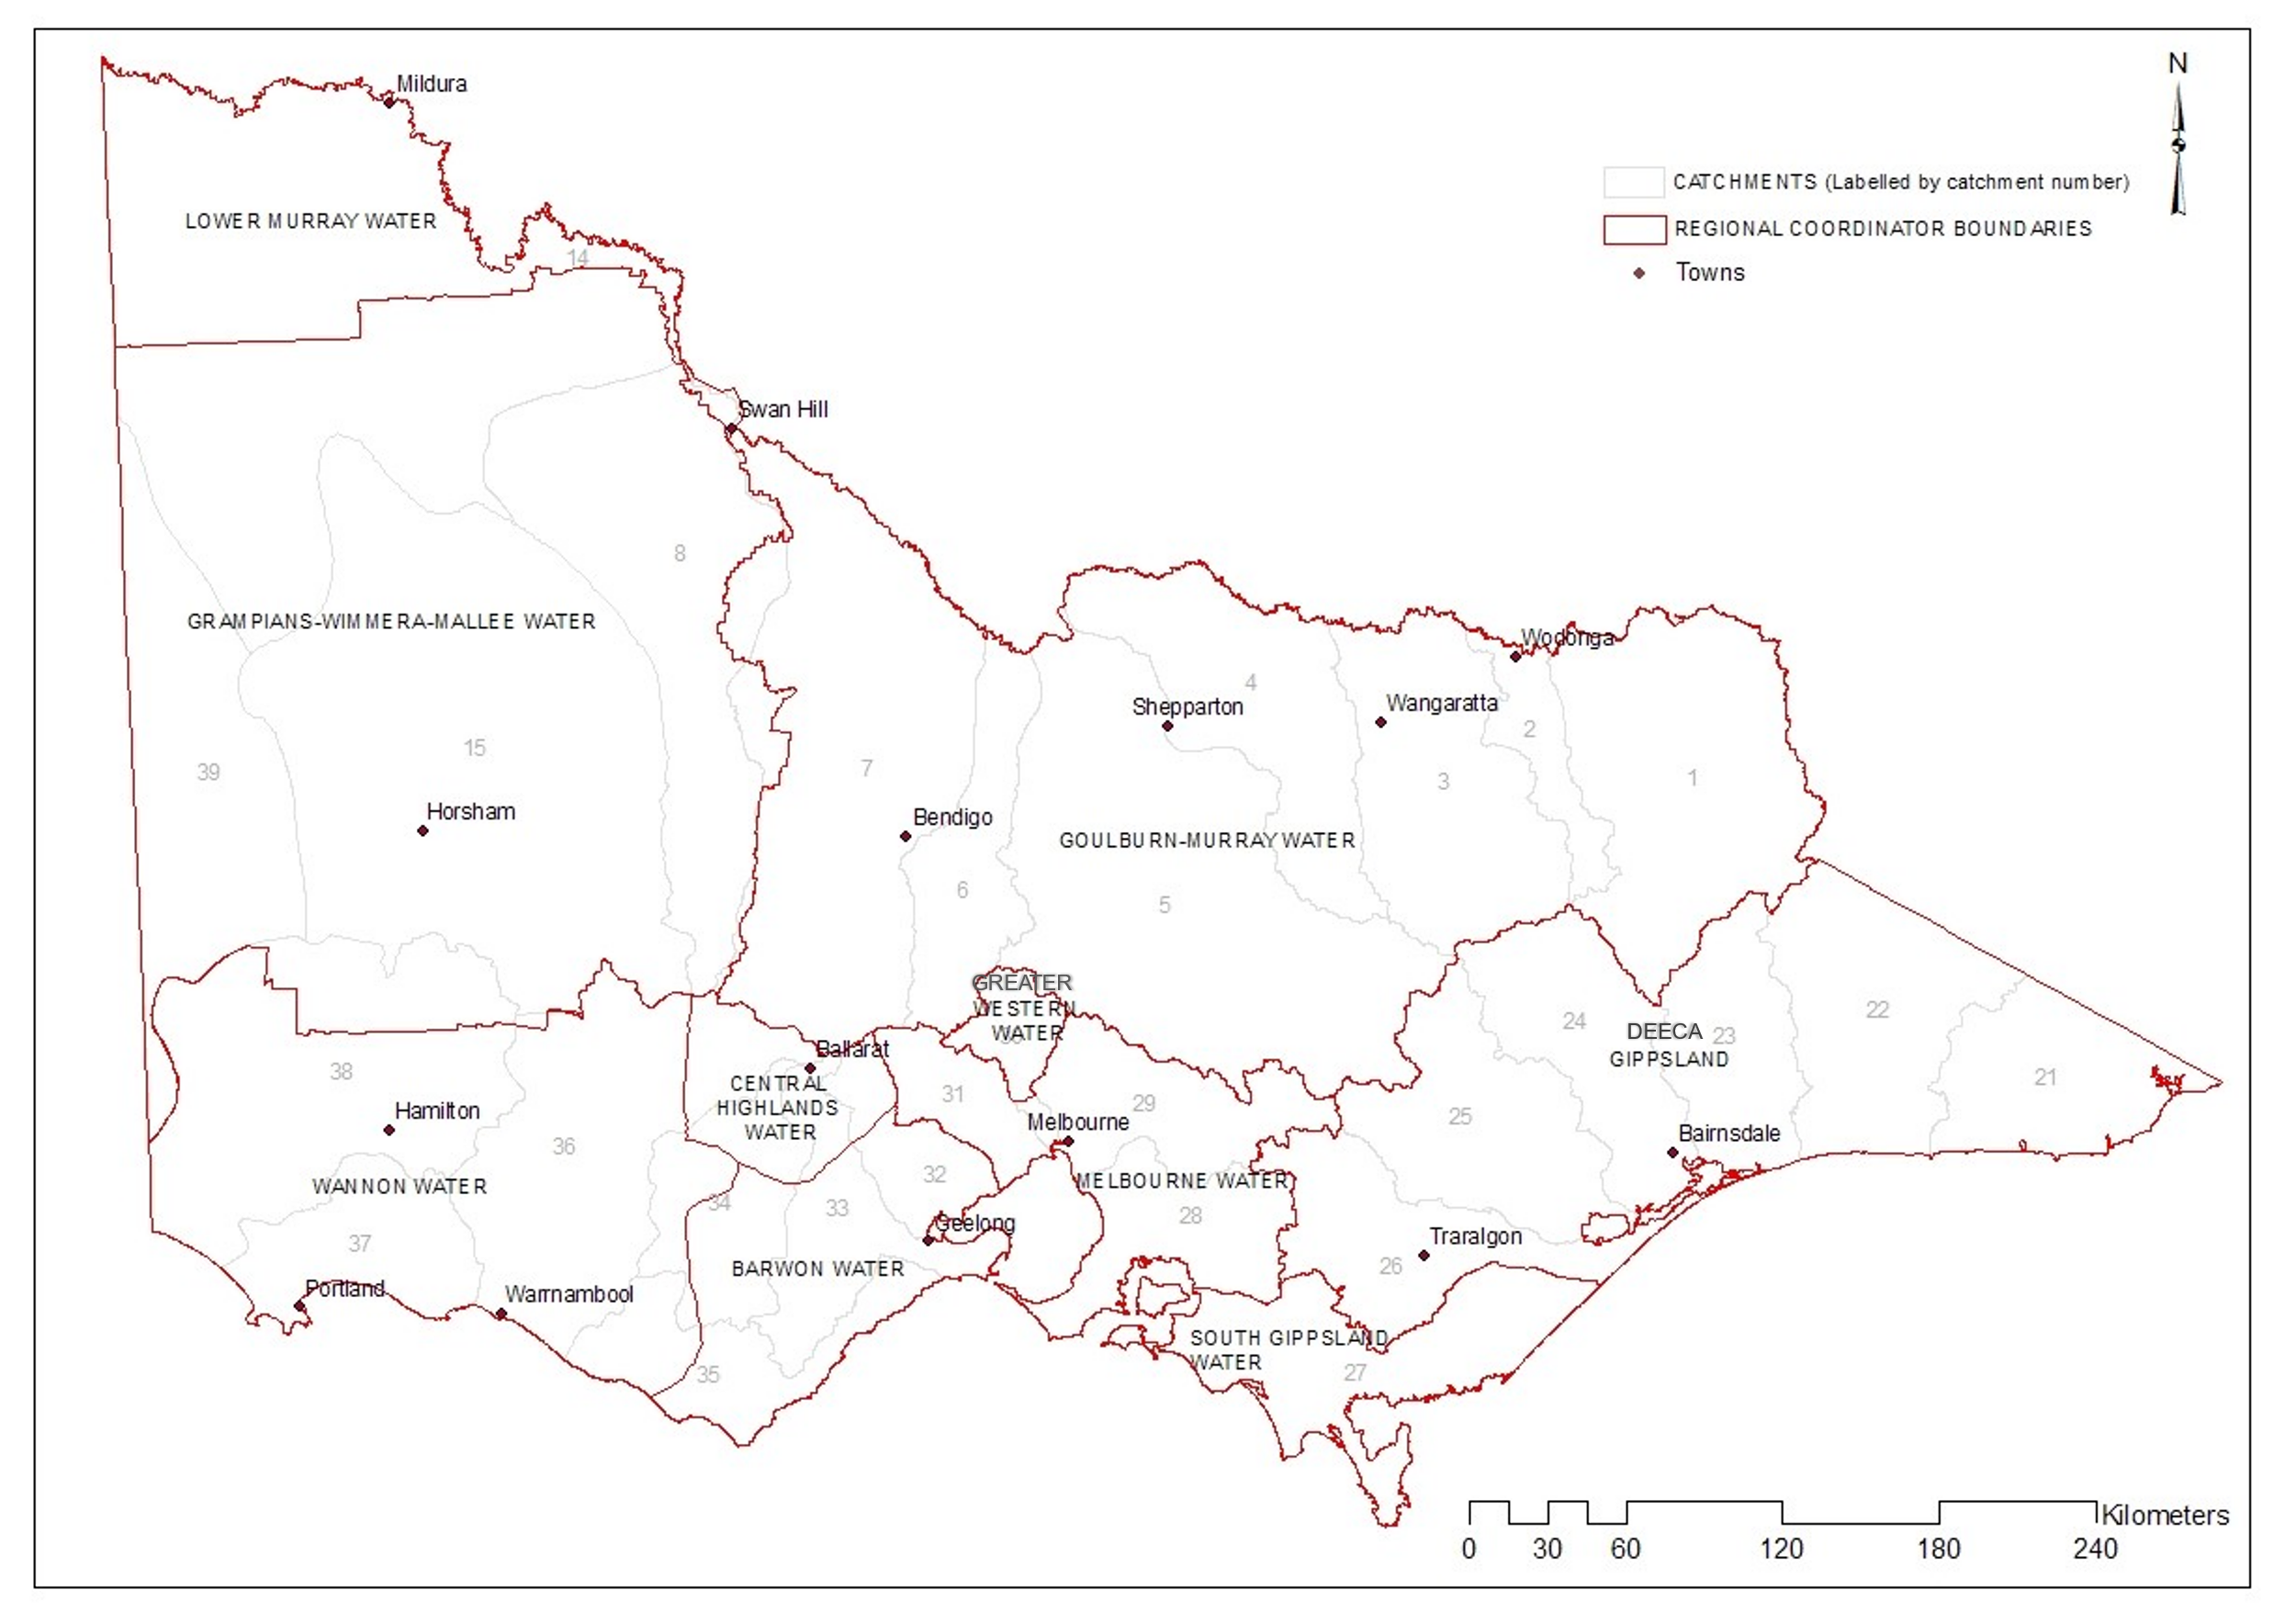 Mildura
N
CATCHMENTS (Labelled by catchment number)
LOWER MURRAY WATER
REGIONAL COORDINATOR BOUNDARIES
14
Towns
Swan Hill
8
GRAMPIANS-WIMMERA-MALLEE WATER
Wodonga
4
Shepparton
Wangaratta
2
15
39
7
3
1
Horsham
Bendigo
GOULBURN-MURRAY WATER
6
5
GREATER
WESTERN
WATER
22
24
DEECA
23
GIPPSLAND
Ballarat
38
CENTRAL
HIGHLANDS
WATER
31
29
21
Hamilton
Melbourne
25
Bairnsdale
36
32
MELBOURNE WATER
WANNON WATER
34
33
28
Geelong
37
Traralgon
BARWON WATER
26
Portland
Warrnambool
SOUTH GIPPSLAND
WATER
27
35
Kilometers
0 30 60 120 180 240